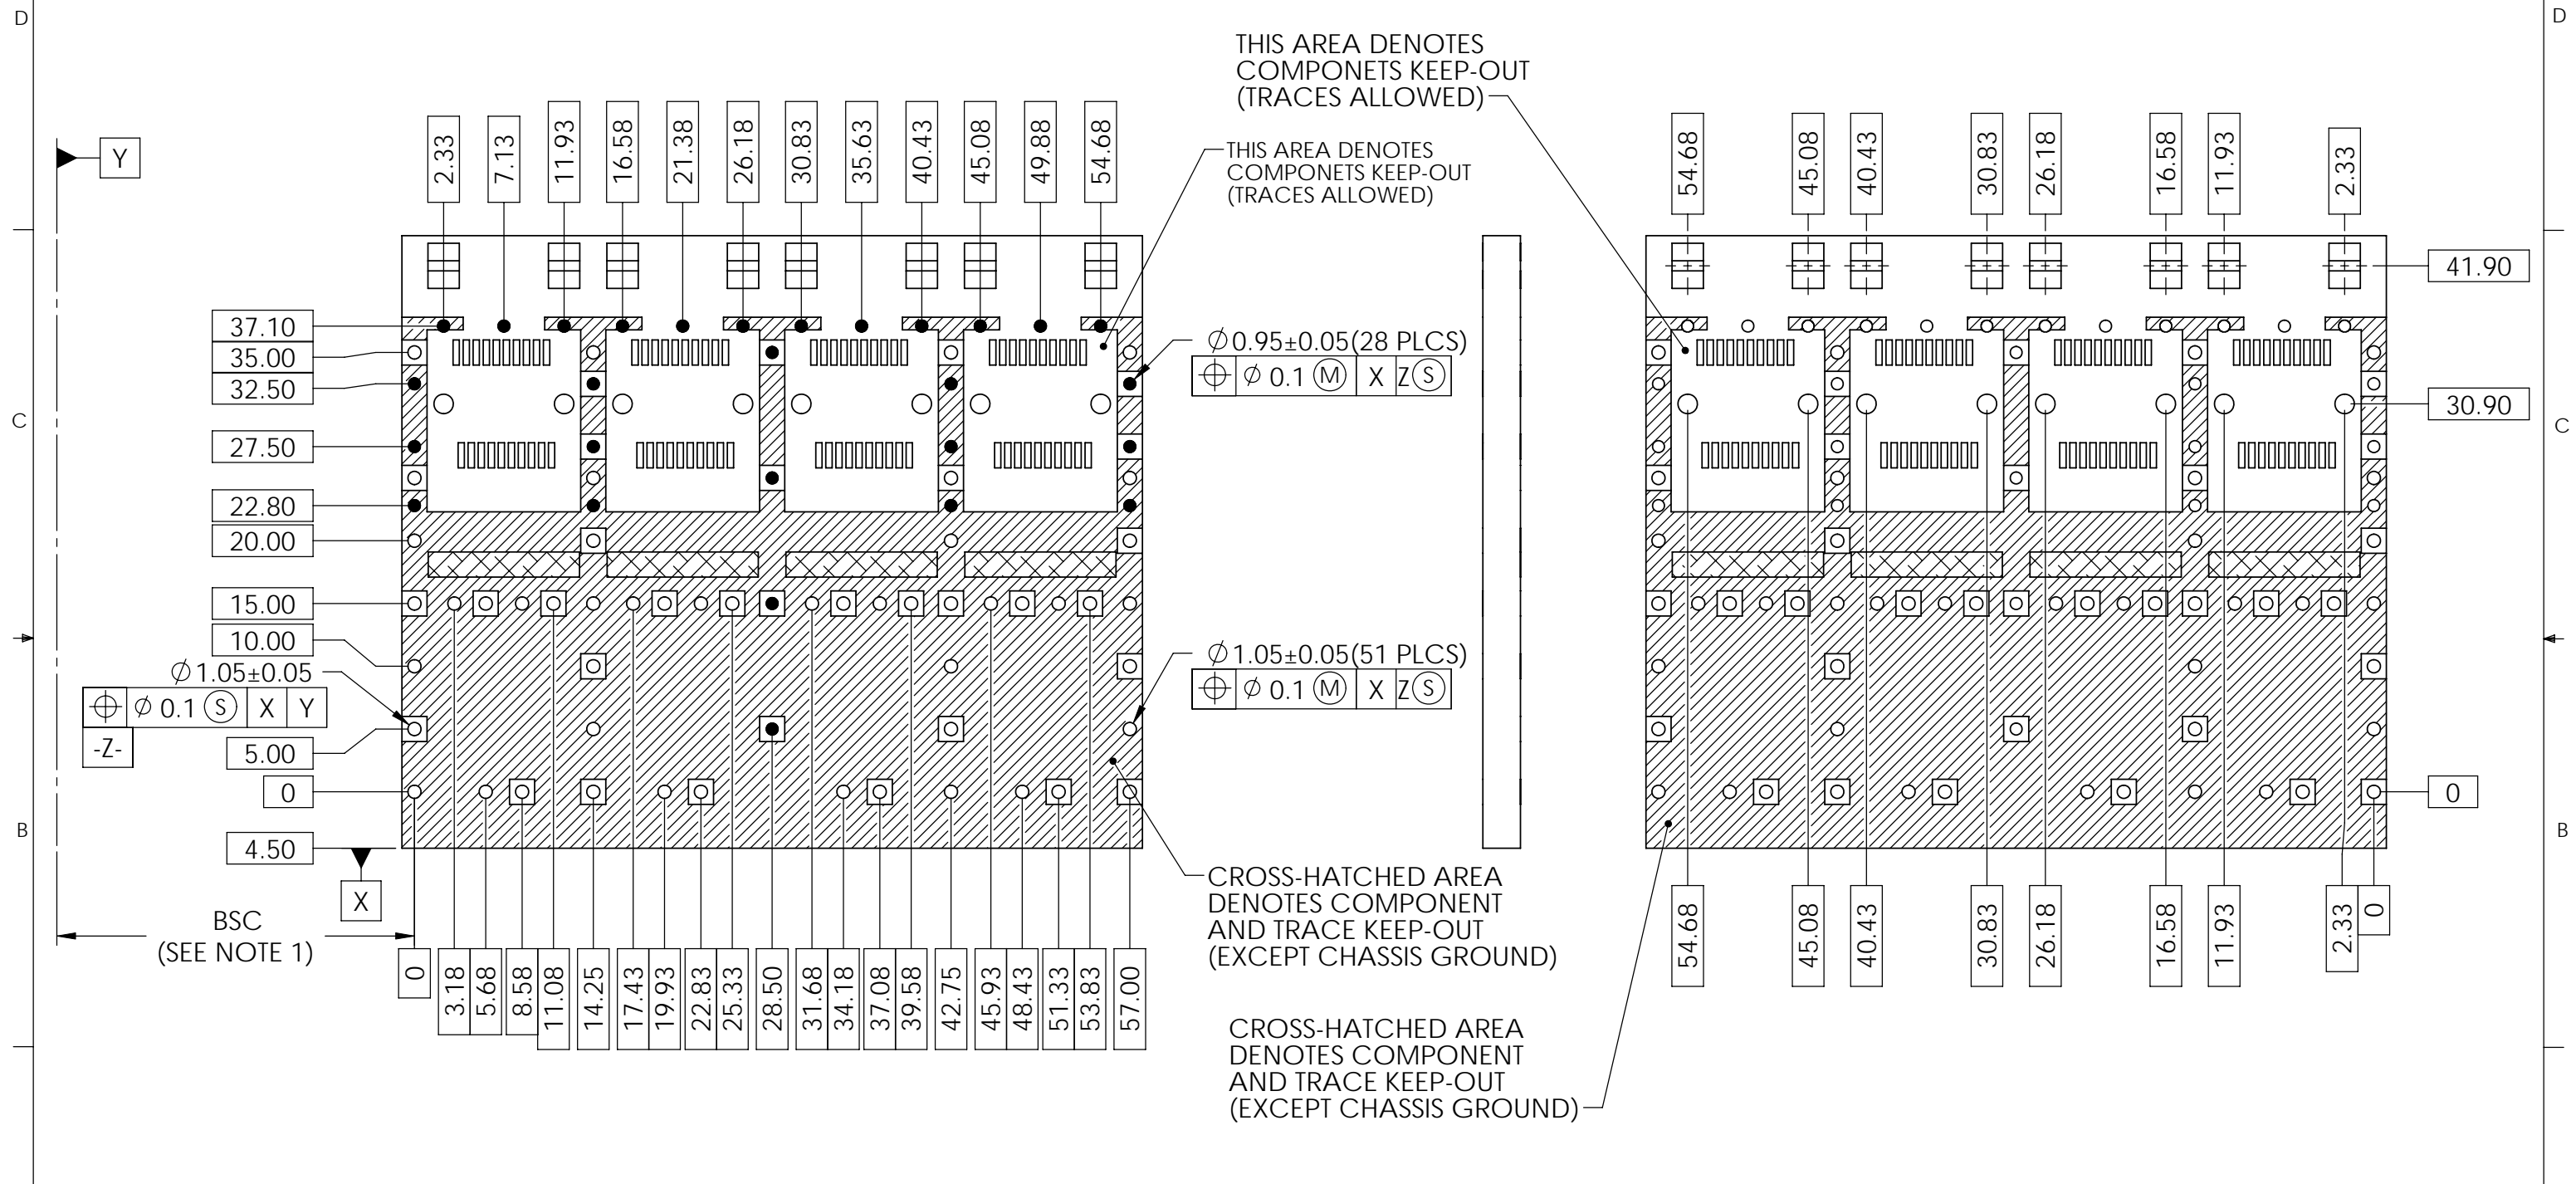 D
D
THIS AREA DENOTES
COMPONETS KEEP-OUT
(TRACES ALLOWED)
THIS AREA DENOTES
COMPONETS KEEP-OUT
(TRACES ALLOWED)
Y
2.33
7.13
11.93
16.58
21.38
26.18
30.83
35.63
40.43
45.08
49.88
54.68
54.68
45.08
40.43
30.83
26.18
16.58
11.93
2.33
41.90
37.10
35.00
32.50
27.50
22.80
20.00
15.00
10.00
⌀1.05±0.05
⌖ ⌀ 0.1 Ⓢ X Y
-Z-
5.00
0
4.50
X
BSC
(SEE NOTE 1)
⌀0.95±0.05(28 PLCS)
⌖ ⌀ 0.1 Ⓜ X ZⓈ
⌀1.05±0.05(51 PLCS)
⌖ ⌀ 0.1 Ⓜ X ZⓈ
30.90
0
C
C
B
B
CROSS-HATCHED AREA
DENOTES COMPONENT
AND TRACE KEEP-OUT
(EXCEPT CHASSIS GROUND)
CROSS-HATCHED AREA
DENOTES COMPONENT
AND TRACE KEEP-OUT
(EXCEPT CHASSIS GROUND)
0
3.18
5.68
8.58
11.08
14.25
17.43
19.93
22.83
25.33
28.50
31.68
34.18
37.08
39.58
42.75
45.93
48.43
51.33
53.83
57.00
54.68
45.08
40.43
30.83
26.18
16.58
11.93
2.33
0